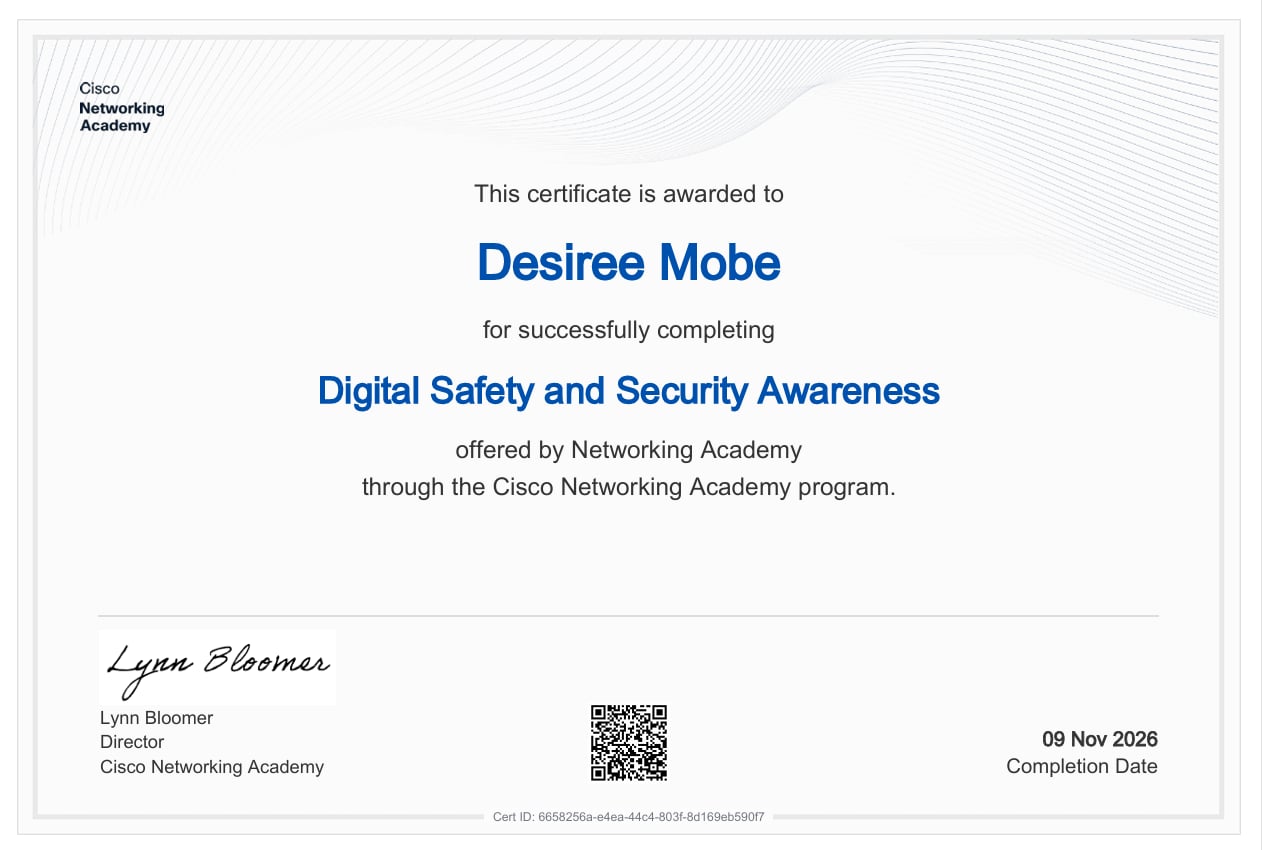 Cisco
Networking
Academy
This certificate is awarded to
Desiree Mobe
for successfully completing
Digital Safety and Security Awareness
offered by Networking Academy
through the Cisco Networking Academy program.
Lynn Bloomer
Lynn Bloomer
Director
Cisco Networking Academy
09 Nov 2026
Completion Date
Cert ID: 6658256a-e4ea-44c4-803f-8d169eb590f7